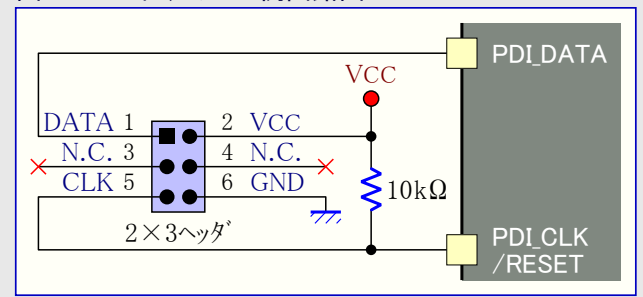 PDI_DATA
VCC
DATA 1
2 VCC
N.C. 3
4 N.C.
CLK 5
6 GND
10kΩ
2×3ヘッダ
PDI_CLK
/RESET